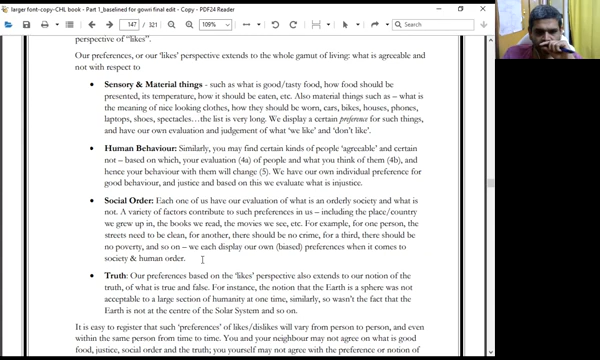 larger font-copy-CHL book - Part 1_baselined for gowri final edit - Copy - PDF24 Reader
147 / 321
109%
perspective of "likes".
Our preferences, or our 'likes' perspective extends to the whole gamut of living: what is agreeable and
not with respect to
• Sensory & Material things - such as what is good/tasty food, how food should be
presented, its temperature, how it should be eaten, etc. Also material things such as – what is
the meaning of nice looking clothes, how they should be worn, cars, bikes, houses, phones,
laptops, shoes, spectacles…the list is very long. We display a certain preference for such things,
and have our own evaluation and judgement of what 'we like' and 'don't like'.
• Human Behaviour: Similarly, you may find certain kinds of people 'agreeable' and certain
not – based on which, your evaluation (4a) of people and what you think of them (4b), and
hence your behaviour with them will change (5). We have our own individual preference for
good behaviour, and justice and based on this we evaluate what is injustice.
• Social Order: Each one of us have our evaluation of what is an orderly society and what is
not. A variety of factors contribute to such preferences in us – including the place/country
we grew up in, the books we read, the movies we see, etc. For example, for one person, the
streets need to be clean, for another, there should be no crime, for a third, there should be
no poverty, and so on – we each display our own (biased) preferences when it comes to
society & human order.
• Truth: Our preferences based on the 'likes' perspective also extends to our notion of the
truth, of what is true and false. For instance, the notion that the Earth is a sphere was not
acceptable to a large section of humanity at one time, similarly, so wasn't the fact that the
Earth is not at the centre of the Solar System and so on.
It is easy to register that such 'preferences' of likes/dislikes will vary from person to person, and even
within the same person from time to time. You and your neighbour may not agree on what is good
food, justice, social order and the truth; you yourself may not agree with the preference or notion of